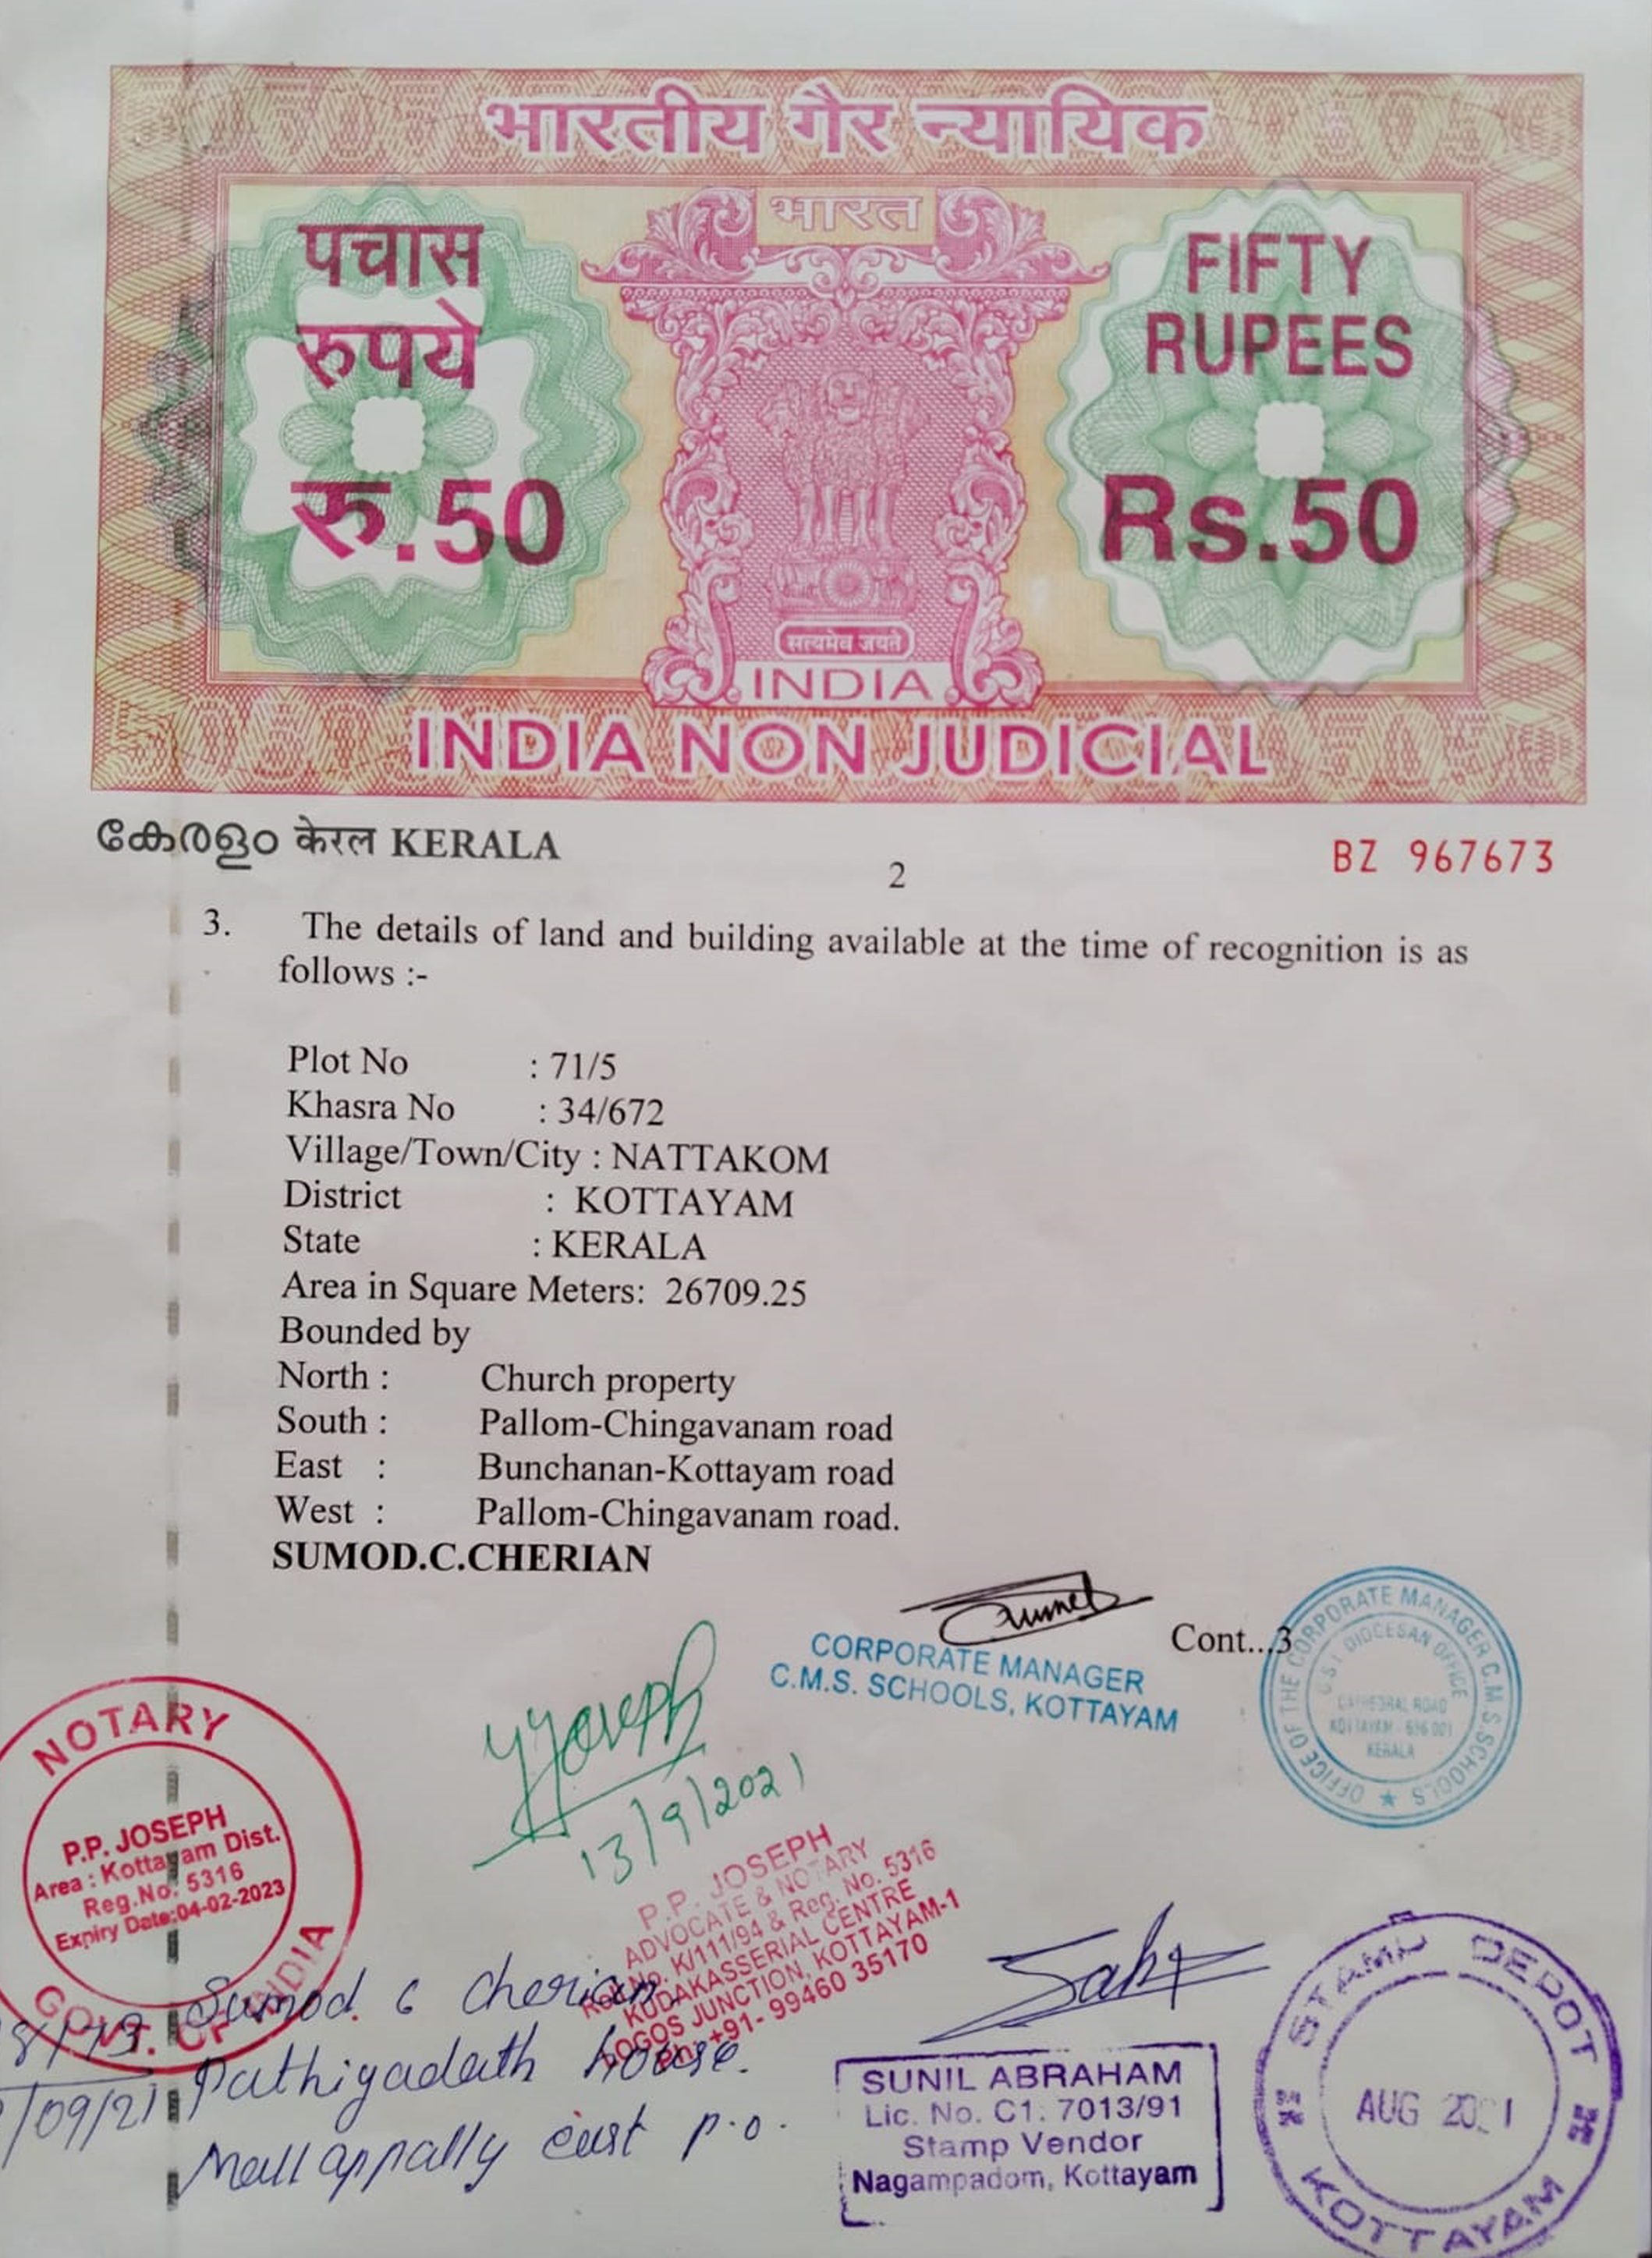 भारतीय गैर न्यायिक
भारत
पचास
रुपये
रु.50
FIFTY
RUPEES
Rs.50
सत्यमेव जयते
INDIA
INDIA NON JUDICIAL
കേരളം केरल KERALA
BZ 967673
2
3. The details of land and building available at the time of recognition is as
follows :-
Plot No : 71/5
Khasra No : 34/672
Village/Town/City : NATTAKOM
District : KOTTAYAM
State : KERALA
Area in Square Meters: 26709.25
Bounded by
North : Church property
South : Pallom-Chingavanam road
East : Bunchanan-Kottayam road
West : Pallom-Chingavanam road.
SUMOD.C.CHERIAN
Cont...3
CORPORATE MANAGER
C.M.S. SCHOOLS, KOTTAYAM
OFFICE OF THE CORPORATE MANAGER C.M.S.SCHOOLS
C.S.I DIOCESAN OFFICE
CATHEDRAL ROAD
KOTTAYAM - 686 001
KERALA
13/9/2021
NOTARY
P.P. JOSEPH
Area : Kottayam Dist.
Reg.No: 5316
Expiry Date:04-02-2023
GOVT. OF INDIA
P.P. JOSEPH
ADVOCATE & NOTARY
Roll No. K/111/94 & Reg. No. 5316
KUDAKASSERIAL CENTRE
LOGOS JUNCTION, KOTTAYAM-1
Ph: +91- 99460 35170
Sumod. C Cherian
Pathiyadath house.
/09/21
Mallappally east p.o.
SUNIL ABRAHAM
Lic. No. C1. 7013/91
Stamp Vendor
Nagampadom, Kottayam
STAMP DEPOT
AUG 2021
KOTTAYAM